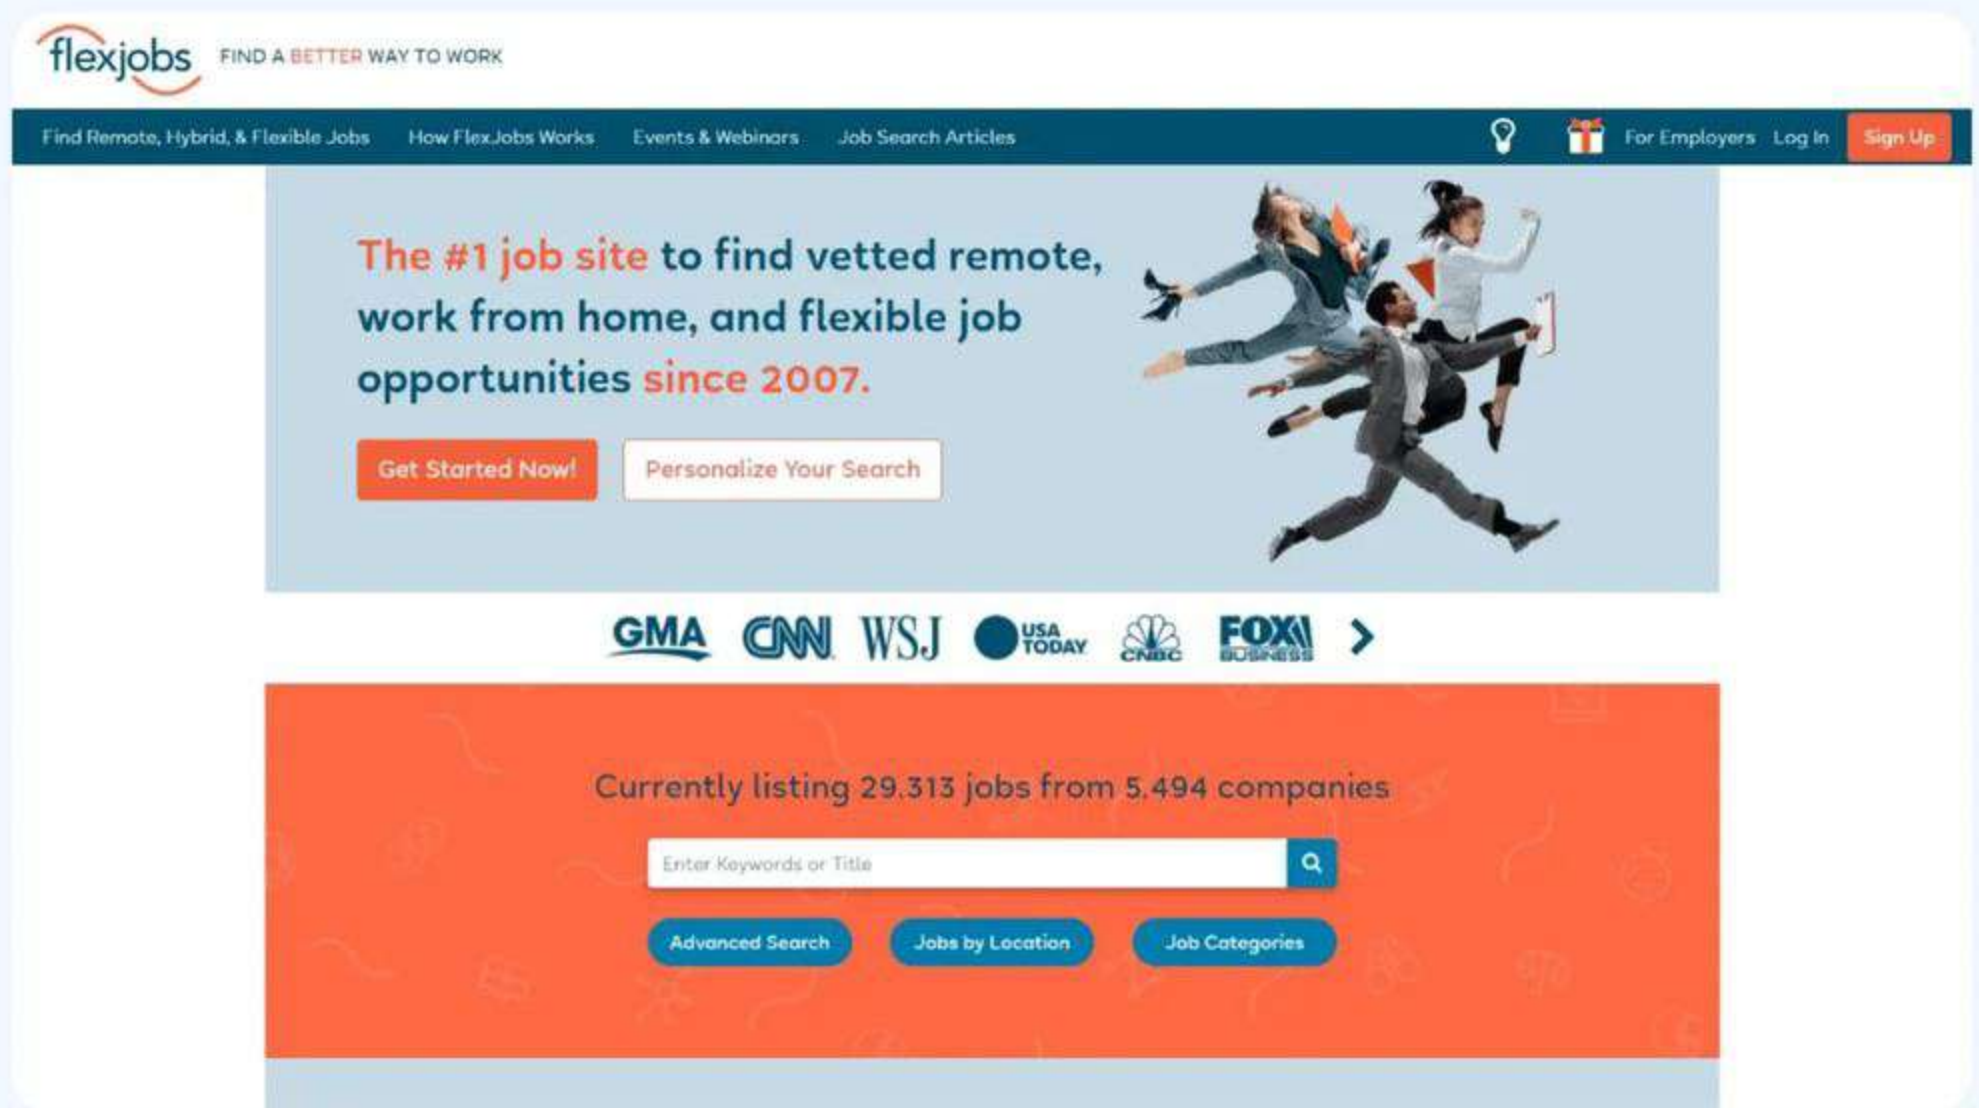 flexjobs FIND A BETTER WAY TO WORK
Find Remote, Hybrid, & Flexible Jobs How FlexJobs Works Events & Webinars Job Search Articles For Employers Log In Sign Up
The #1 job site to find vetted remote,
work from home, and flexible job
opportunities since 2007.
Get Started Now! Personalize Your Search
GMA CNN WSJ USA TODAY CNBC FOX BUSINESS
Currently listing 29.313 jobs from 5.494 companies
Enter Keywords or Title
Advanced Search Jobs by Location Job Categories